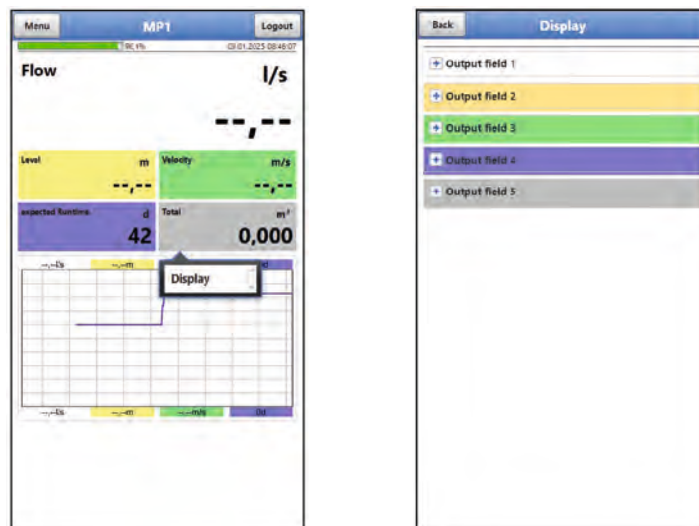 Menu MP1 Logout
03.01.2025 08:46:07
Flow l/s
--,--
Level m Velocity m/s
--,-- --,--
expected Runtime d Total m³
42 0,000
--,--l/s --,--m
Display
--,--l/s --,--m --,--m/s
Back Display
Output field 1
Output field 2
Output field 3
Output field 4
Output field 5